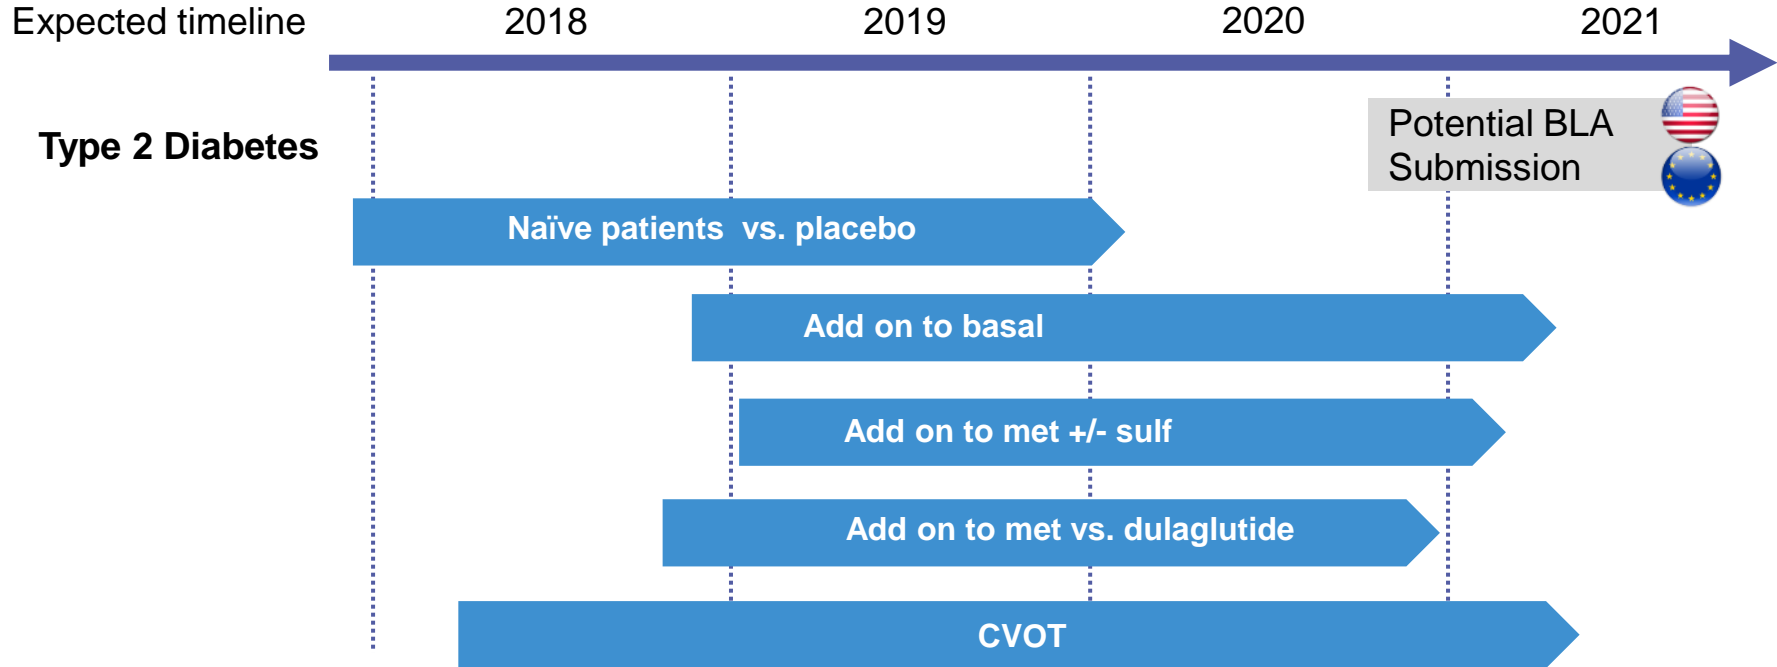 Expected timeline
2018
2019
2020
2021
Potential BLA
Submission
Type 2 Diabetes
Naïve patients vs. placebo
Add on to basal
Add on to met +/- sulf
Add on to met vs. dulaglutide
CVOT